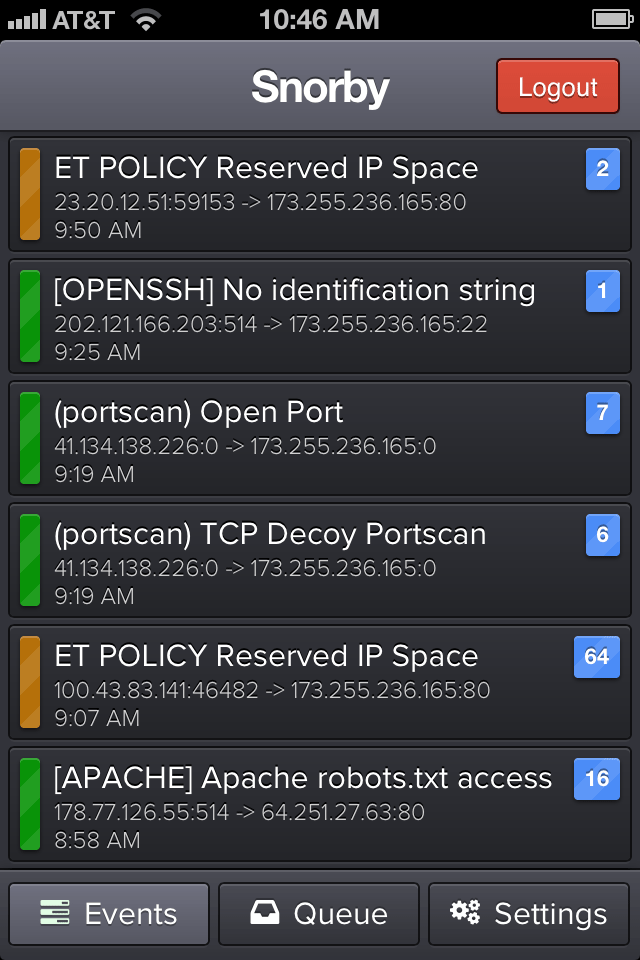 AT&T 10:46 AM
Snorby Logout
ET POLICY Reserved IP Space 2
23.20.12.51:59153 -> 173.255.236.165:80
9:50 AM
[OPENSSH] No identification string 1
202.121.166.203:514 -> 173.255.236.165:22
9:25 AM
(portscan) Open Port 7
41.134.138.226:0 -> 173.255.236.165:0
9:19 AM
(portscan) TCP Decoy Portscan 6
41.134.138.226:0 -> 173.255.236.165:0
9:19 AM
ET POLICY Reserved IP Space 64
100.43.83.141:46482 -> 173.255.236.165:80
9:07 AM
[APACHE] Apache robots.txt access 16
178.77.126.55:514 -> 64.251.27.63:80
8:58 AM
Events Queue Settings